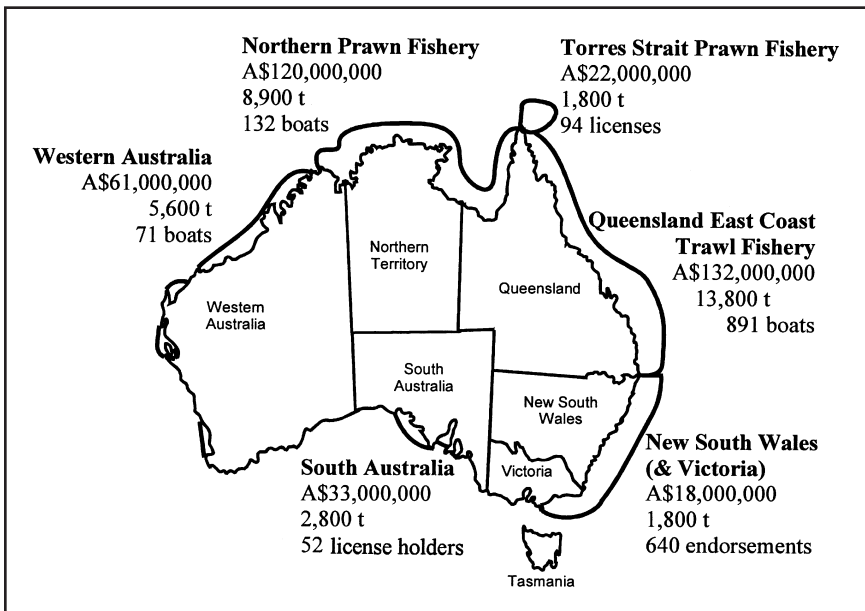 Northern Prawn Fishery
A$120,000,000
8,900 t
132 boats
Torres Strait Prawn Fishery
A$22,000,000
1,800 t
94 licenses
Western Australia
A$61,000,000
5,600 t
71 boats
Northern
Territory
Queensland East Coast
Trawl Fishery
A$132,000,000
13,800 t
891 boats
Queensland
Western
Australia
South
Australia
New South
Wales
Victoria
South Australia
A$33,000,000
2,800 t
52 license holders
New South Wales
(& Victoria)
A$18,000,000
1,800 t
640 endorsements
Tasmania